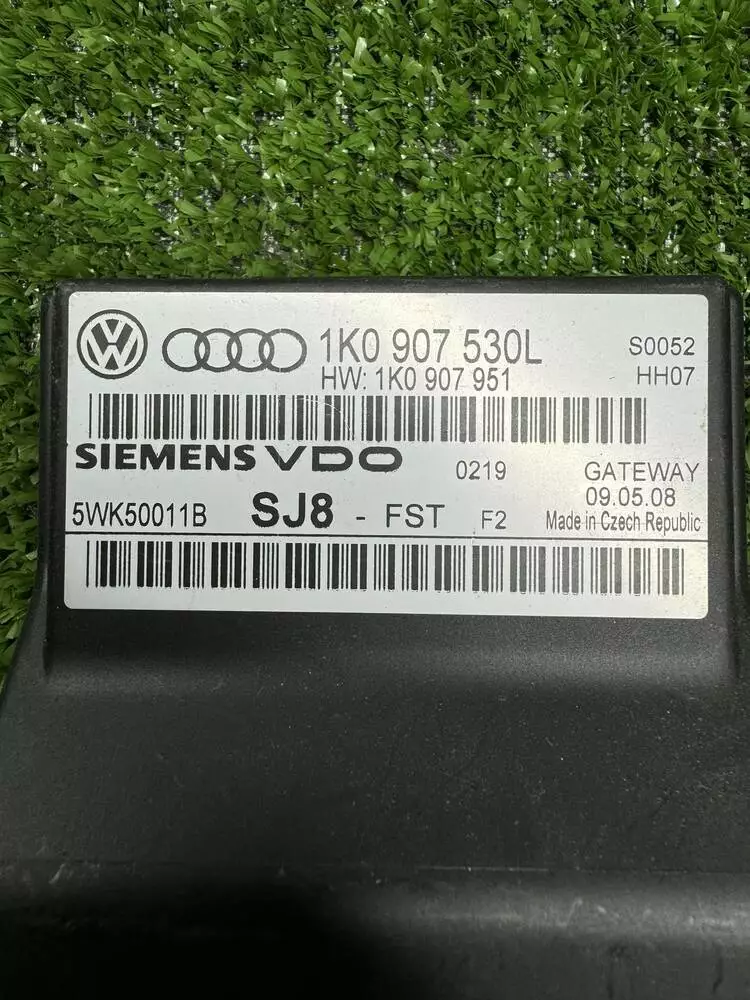 1K0 907 530L S0052
HW: 1K0 907 951 HH07
SIEMENS VDO 0219 GATEWAY
09.05.08
5WK50011B SJ8 - FST F2 Made in Czech Republic